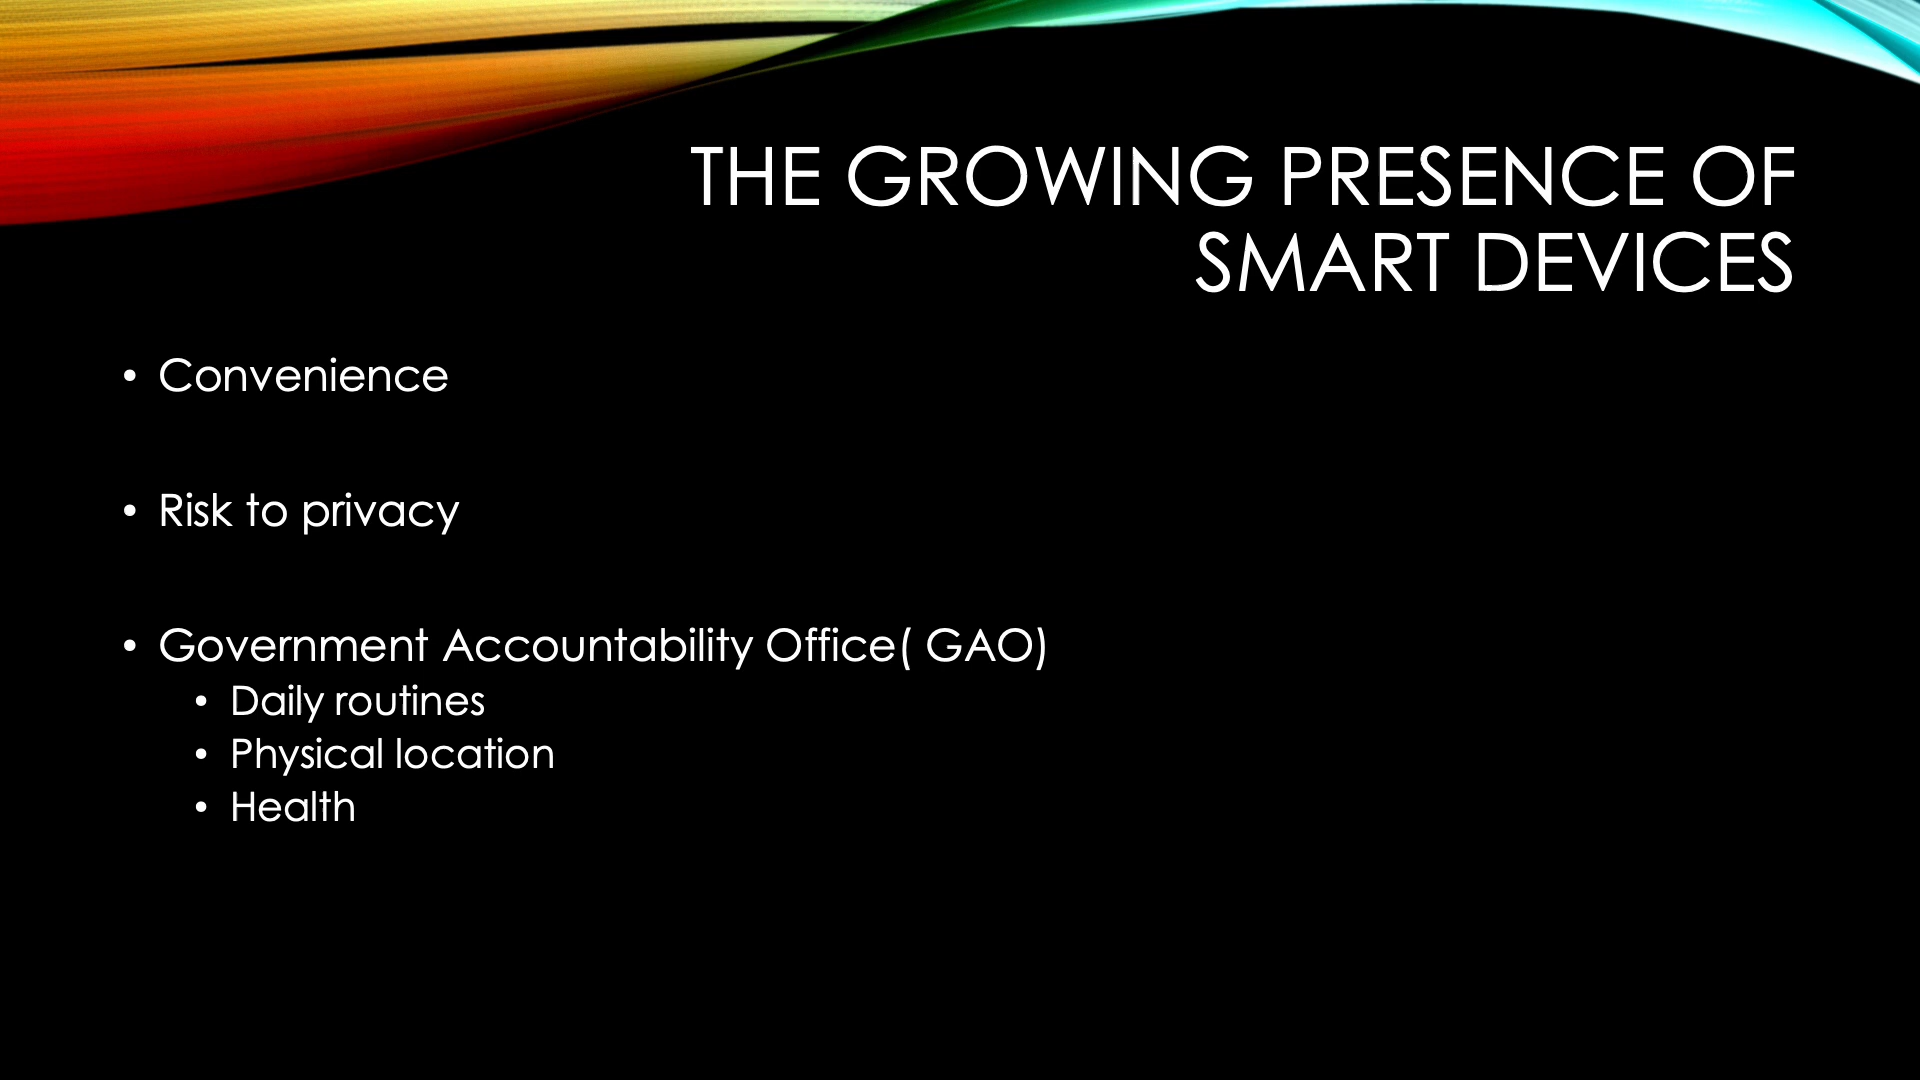 THE GROWING PRESENCE OF
SMART DEVICES
• Convenience
• Risk to privacy
• Government Accountability Office( GAO)
• Daily routines
• Physical location
• Health